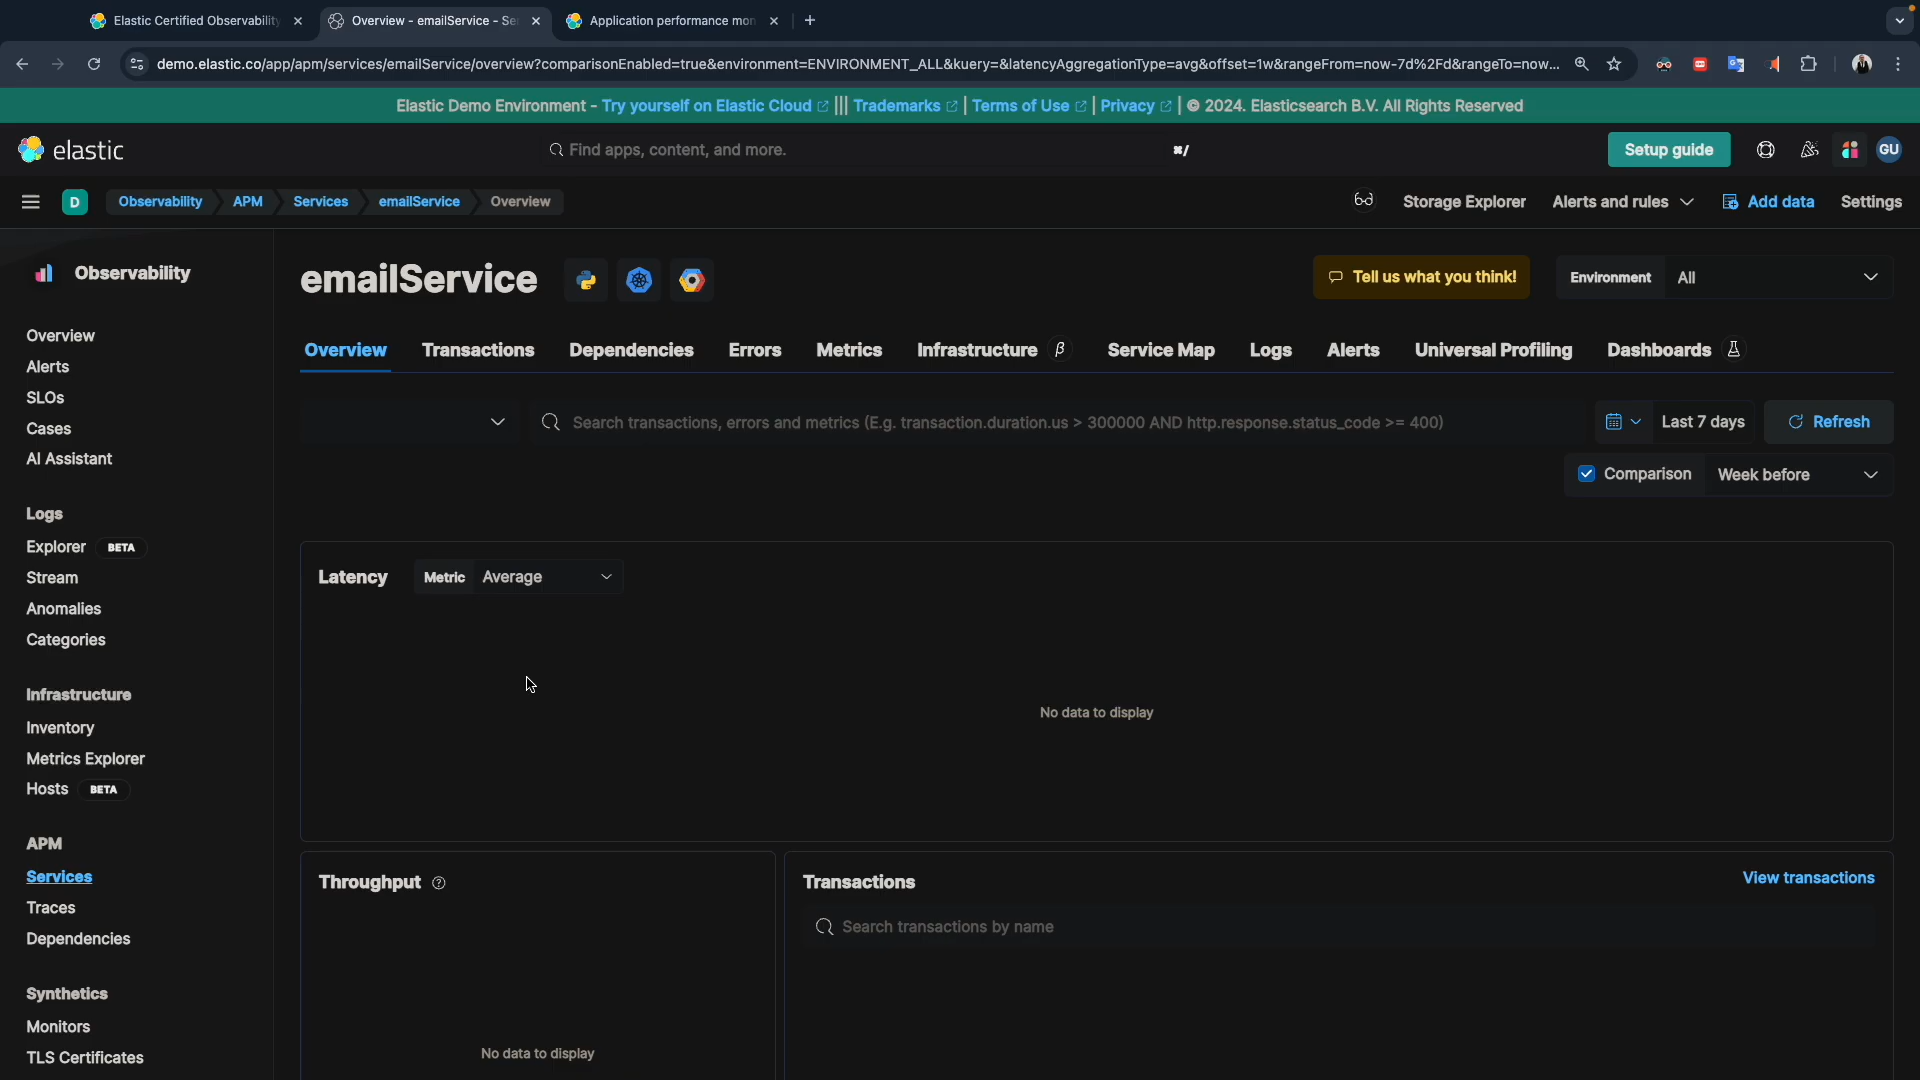 Elastic Certified Observability
Overview - emailService - Se
Application performance mon
demo.elastic.co/app/apm/services/emailService/overview?comparisonEnabled=true&environment=ENVIRONMENT_ALL&kuery=&latencyAggregationType=avg&offset=1w&rangeFrom=now-7d%2Fd&rangeTo=now...
Elastic Demo Environment - Try yourself on Elastic Cloud ||| Trademarks | Terms of Use | Privacy | © 2024. Elasticsearch B.V. All Rights Reserved
elastic
Find apps, content, and more.
⌘/
Setup guide
GU
D
Observability
APM
Services
emailService
Overview
Storage Explorer
Alerts and rules
Add data
Settings
Observability
Overview
Alerts
SLOs
Cases
AI Assistant
Logs
Explorer BETA
Stream
Anomalies
Categories
Infrastructure
Inventory
Metrics Explorer
Hosts BETA
APM
Services
Traces
Dependencies
Synthetics
Monitors
TLS Certificates
emailService
Tell us what you think!
Environment All
Overview
Transactions
Dependencies
Errors
Metrics
Infrastructure β
Service Map
Logs
Alerts
Universal Profiling
Dashboards
Search transactions, errors and metrics (E.g. transaction.duration.us > 300000 AND http.response.status_code >= 400)
Last 7 days
Refresh
Comparison
Week before
Latency
Metric Average
No data to display
Throughput
No data to display
Transactions
View transactions
Search transactions by name